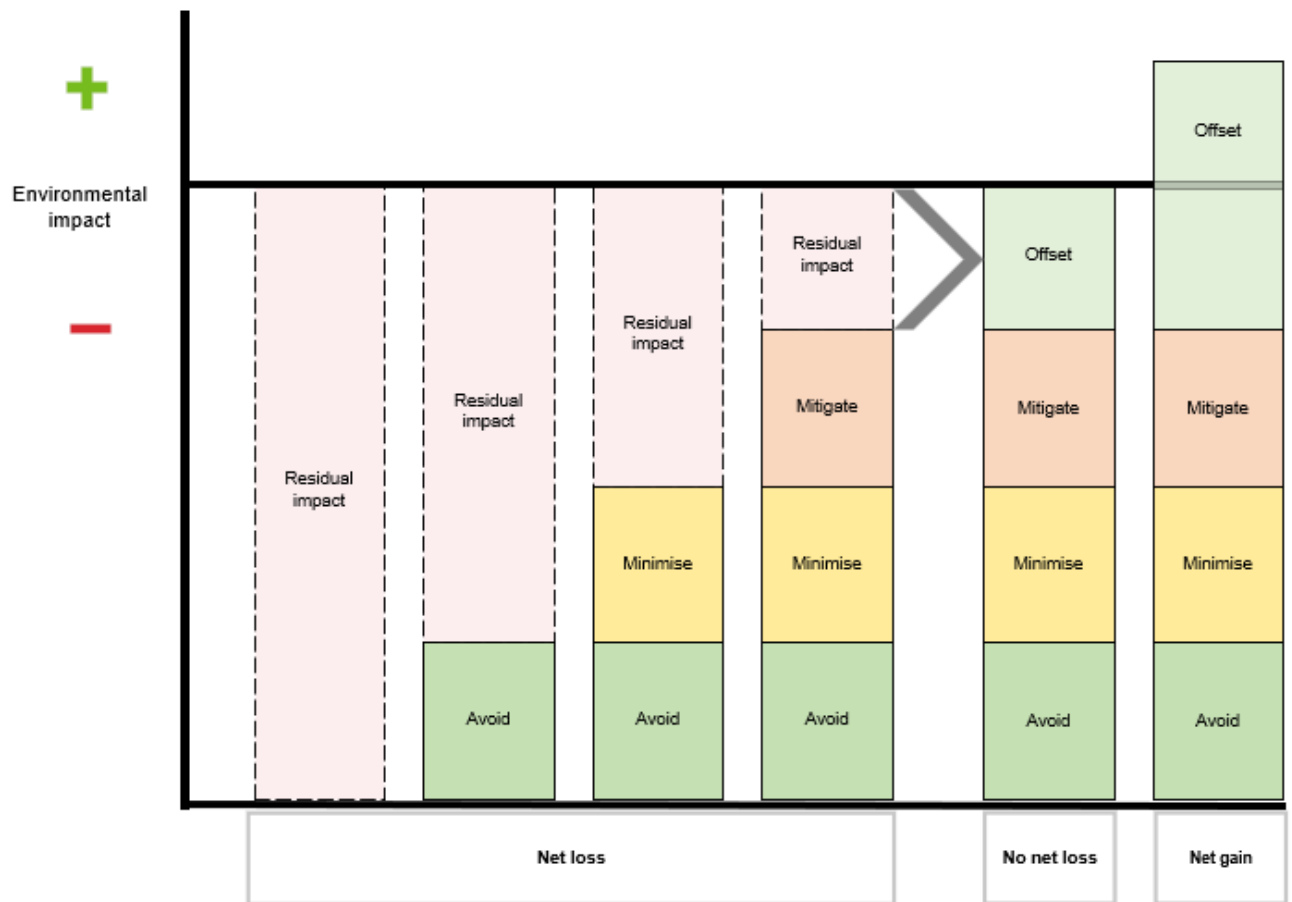 Environmental
impact
Offset
Residual
impact
Offset
Residual
impact
Residual
impact
Mitigate
Mitigate
Mitigate
Residual
impact
Minimise
Minimise
Minimise
Minimise
Avoid
Avoid
Avoid
Avoid
Avoid
Net loss
No net loss
Net gain